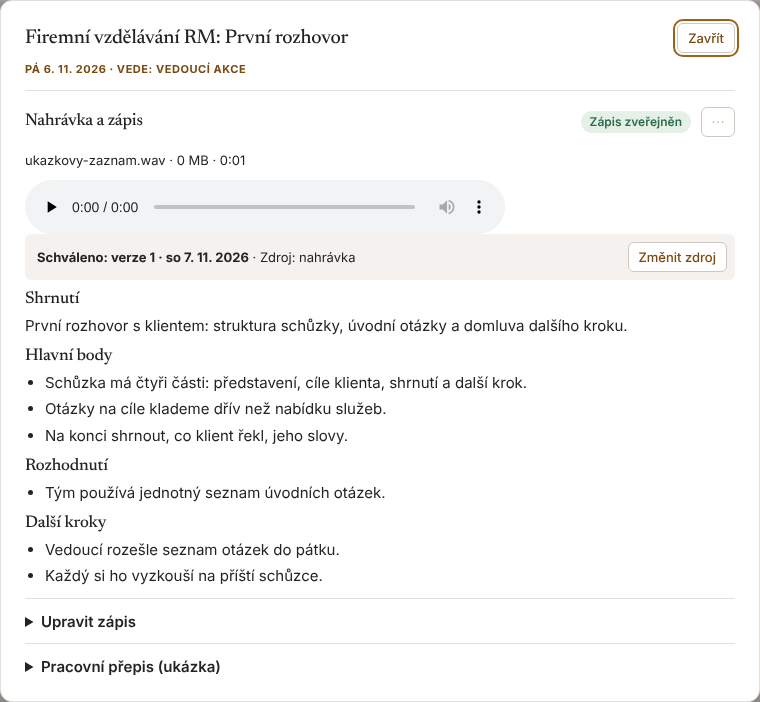 Firemní vzdělávání RM: První rozhovor
Zavřít
PÁ 6. 11. 2026 · VEDE: VEDOUCÍ AKCE
Nahrávka a zápis
Zápis zveřejněn
···
ukazkovy-zaznam.wav · 0 MB · 0:01
0:00 / 0:00
Schváleno: verze 1 · so 7. 11. 2026 · Zdroj: nahrávka
Změnit zdroj
Shrnutí
První rozhovor s klientem: struktura schůzky, úvodní otázky a domluva dalšího kroku.
Hlavní body
• Schůzka má čtyři části: představení, cíle klienta, shrnutí a další krok.
• Otázky na cíle klademe dřív než nabídku služeb.
• Na konci shrnout, co klient řekl, jeho slovy.
Rozhodnutí
• Tým používá jednotný seznam úvodních otázek.
Další kroky
• Vedoucí rozešle seznam otázek do pátku.
• Každý si ho vyzkouší na příští schůzce.
Upravit zápis
Pracovní přepis (ukázka)